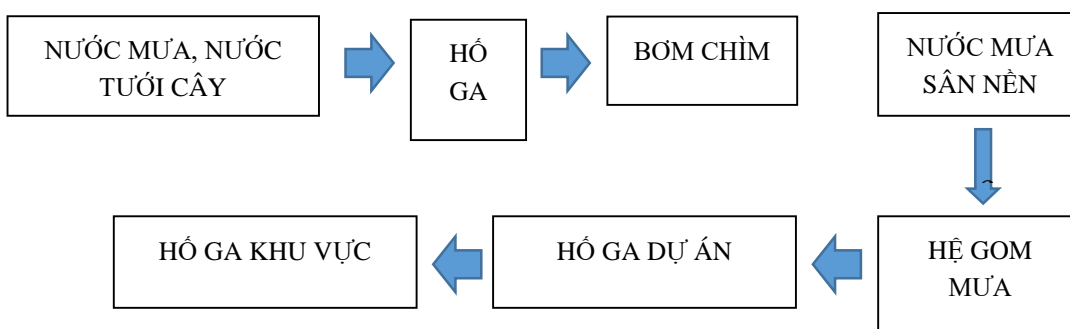 NƯỚC MƯA, NƯỚC
TƯỚI CÂY
HỐ
GA
BƠM CHÌM
NƯỚC MƯA
SÂN NỀN
HỐ GA KHU VỰC
HỐ GA DỰ ÁN
HỆ GOM
MƯA